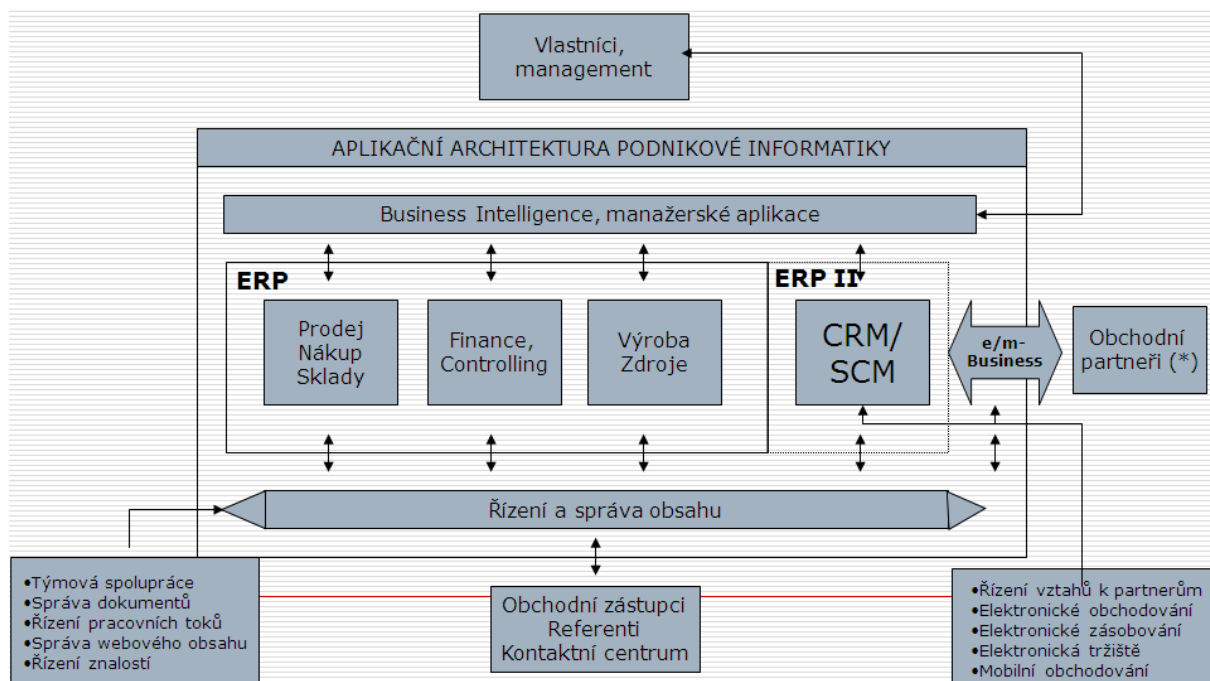 Vlastníci,
management
APLIKAČNÍ ARCHITEKTURA PODNIKOVÉ INFORMATIKY
Business Intelligence, manažerské aplikace
ERP
ERP II
Prodej
Nákup
Sklady
Finance,
Controlling
Výroba
Zdroje
CRM/
SCM
e/m-
Business
Obchodní
partneři (*)
Řízení a správa obsahu
•Týmová spolupráce
•Správa dokumentů
•Řízení pracovních toků
•Správa webového obsahu
•Řízení znalostí
Obchodní zástupci
Referenti
Kontaktní centrum
•Řízení vztahů k partnerům
•Elektronické obchodování
•Elektronické zásobování
•Elektronická tržiště
•Mobilní obchodování